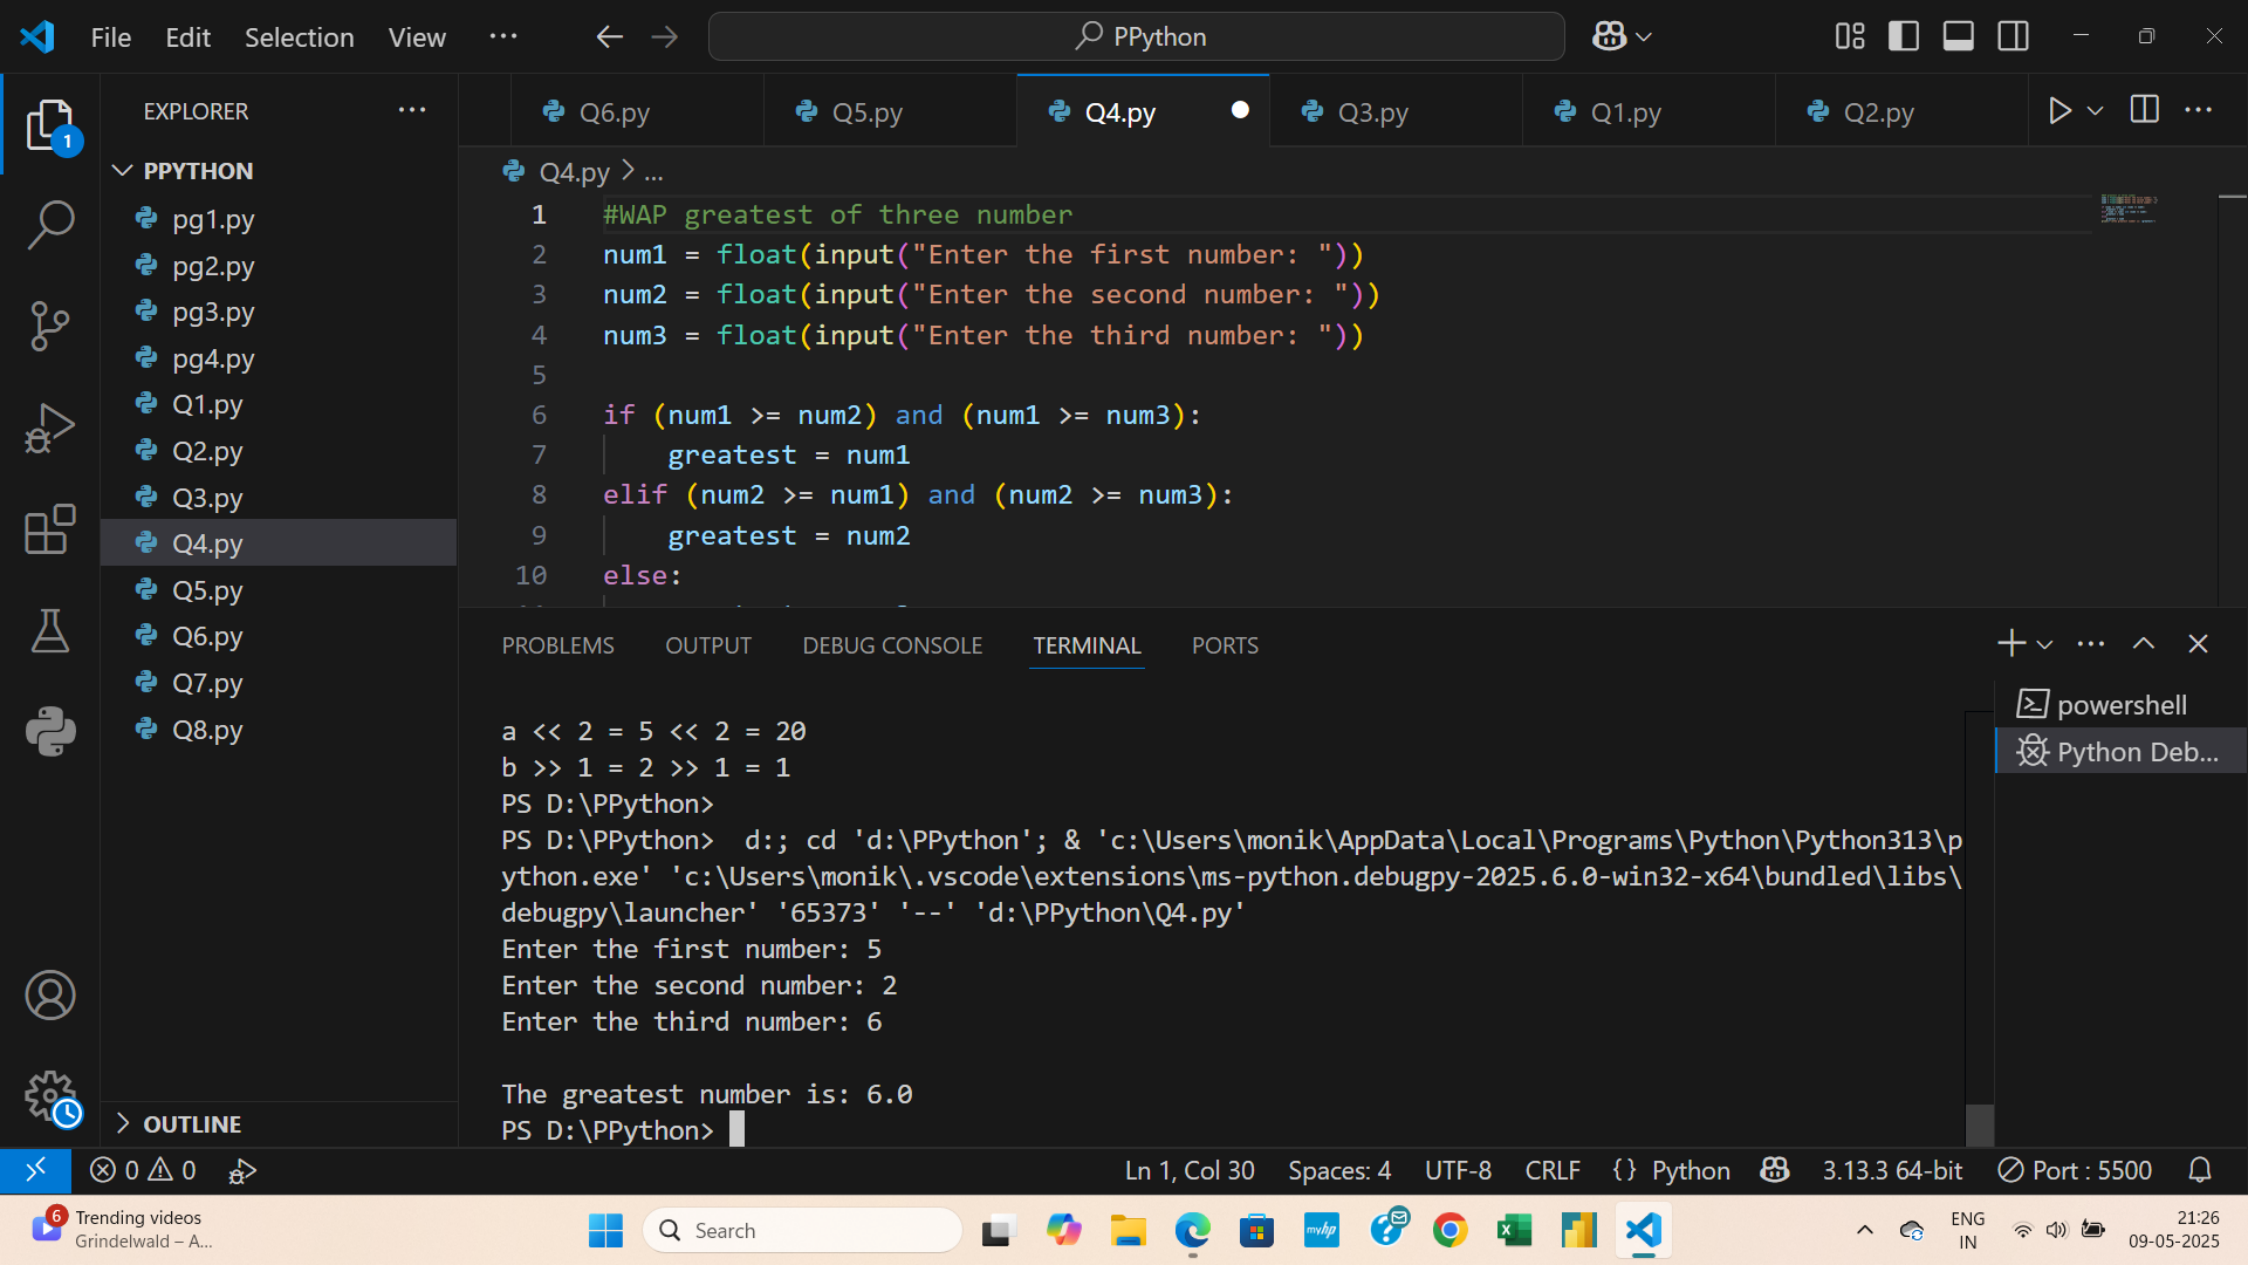 File Edit Selection View ...
PPython
EXPLORER ...
Q6.py Q5.py Q4.py Q3.py Q1.py Q2.py
PPYTHON
Q4.py > ...
pg1.py
pg2.py
pg3.py
pg4.py
Q1.py
Q2.py
Q3.py
Q4.py
Q5.py
Q6.py
Q7.py
Q8.py
OUTLINE
1 #WAP greatest of three number
2 num1 = float(input("Enter the first number: "))
3 num2 = float(input("Enter the second number: "))
4 num3 = float(input("Enter the third number: "))
5
6 if (num1 >= num2) and (num1 >= num3):
7 greatest = num1
8 elif (num2 >= num1) and (num2 >= num3):
9 greatest = num2
10 else:
PROBLEMS OUTPUT DEBUG CONSOLE TERMINAL PORTS
powershell
Python Deb...
a << 2 = 5 << 2 = 20
b >> 1 = 2 >> 1 = 1
PS D:\PPython>
PS D:\PPython>  d:; cd 'd:\PPython'; & 'c:\Users\monik\AppData\Local\Programs\Python\Python313\p
ython.exe' 'c:\Users\monik\.vscode\extensions\ms-python.debugpy-2025.6.0-win32-x64\bundled\libs\
debugpy\launcher' '65373' '--' 'd:\PPython\Q4.py'
Enter the first number: 5
Enter the second number: 2
Enter the third number: 6
The greatest number is: 6.0
PS D:\PPython>
1
0 0 Ln 1, Col 30 Spaces: 4 UTF-8 CRLF {} Python 3.13.3 64-bit Port : 5500
6
Trending videos
Grindelwald – A...
Search
myhp
ENG
IN
21:26
09-05-2025